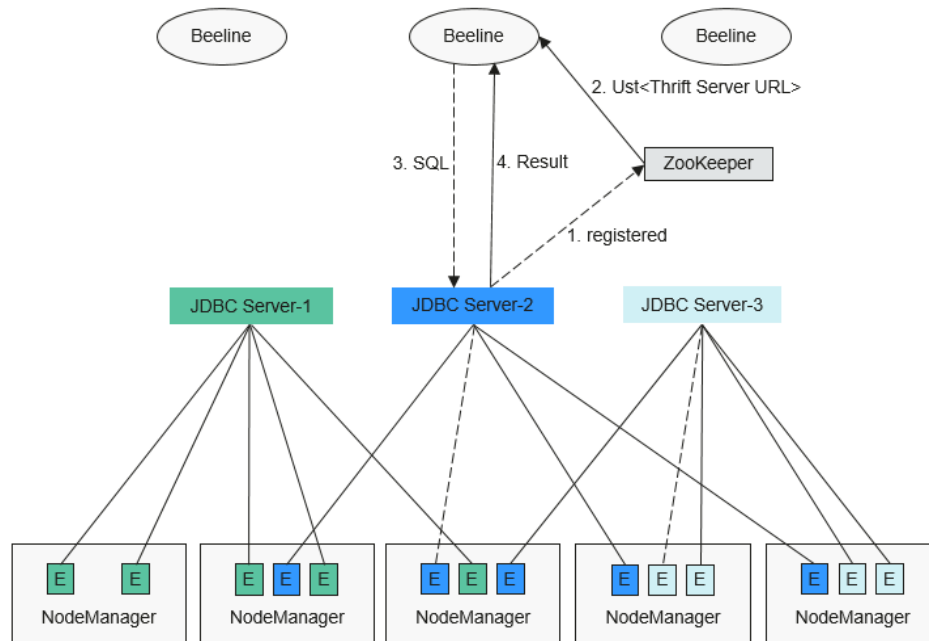 Beeline
Beeline
Beeline
2. Ust<Thrift Server URL>
3. SQL
4. Result
ZooKeeper
1. registered
JDBC Server-1
JDBC Server-2
JDBC Server-3
E
E
E
E
E
E
E
E
E
E
E
E
E
E
NodeManager
NodeManager
NodeManager
NodeManager
NodeManager